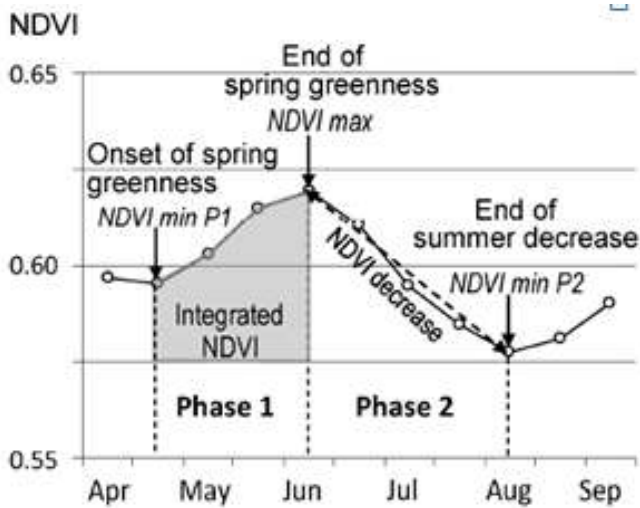 NDVI
0.65
End of
spring greenness
NDVI max
Onset of spring
greenness
NDVI min P1
End of
summer decrease
0.60
NDVI decrease
NDVI min P2
Integrated
NDVI
Phase 1
Phase 2
0.55
Apr May Jun Jul Aug Sep